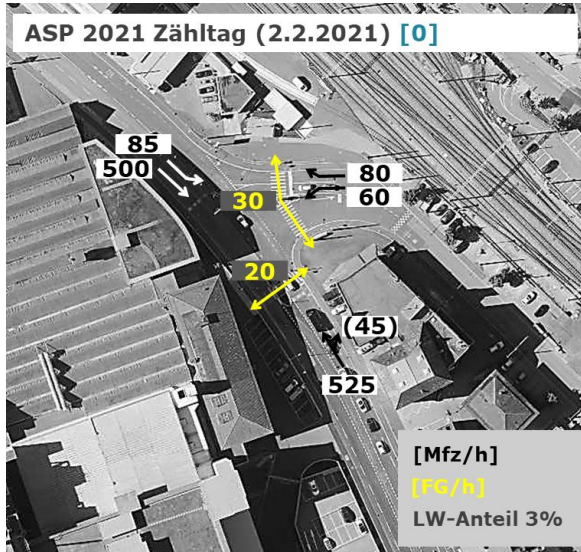 ASP 2021 Zähltag (2.2.2021) [0]
85
500
80
60
30
20
(45)
525
[Mfz/h]
[FG/h]
LW-Anteil 3%